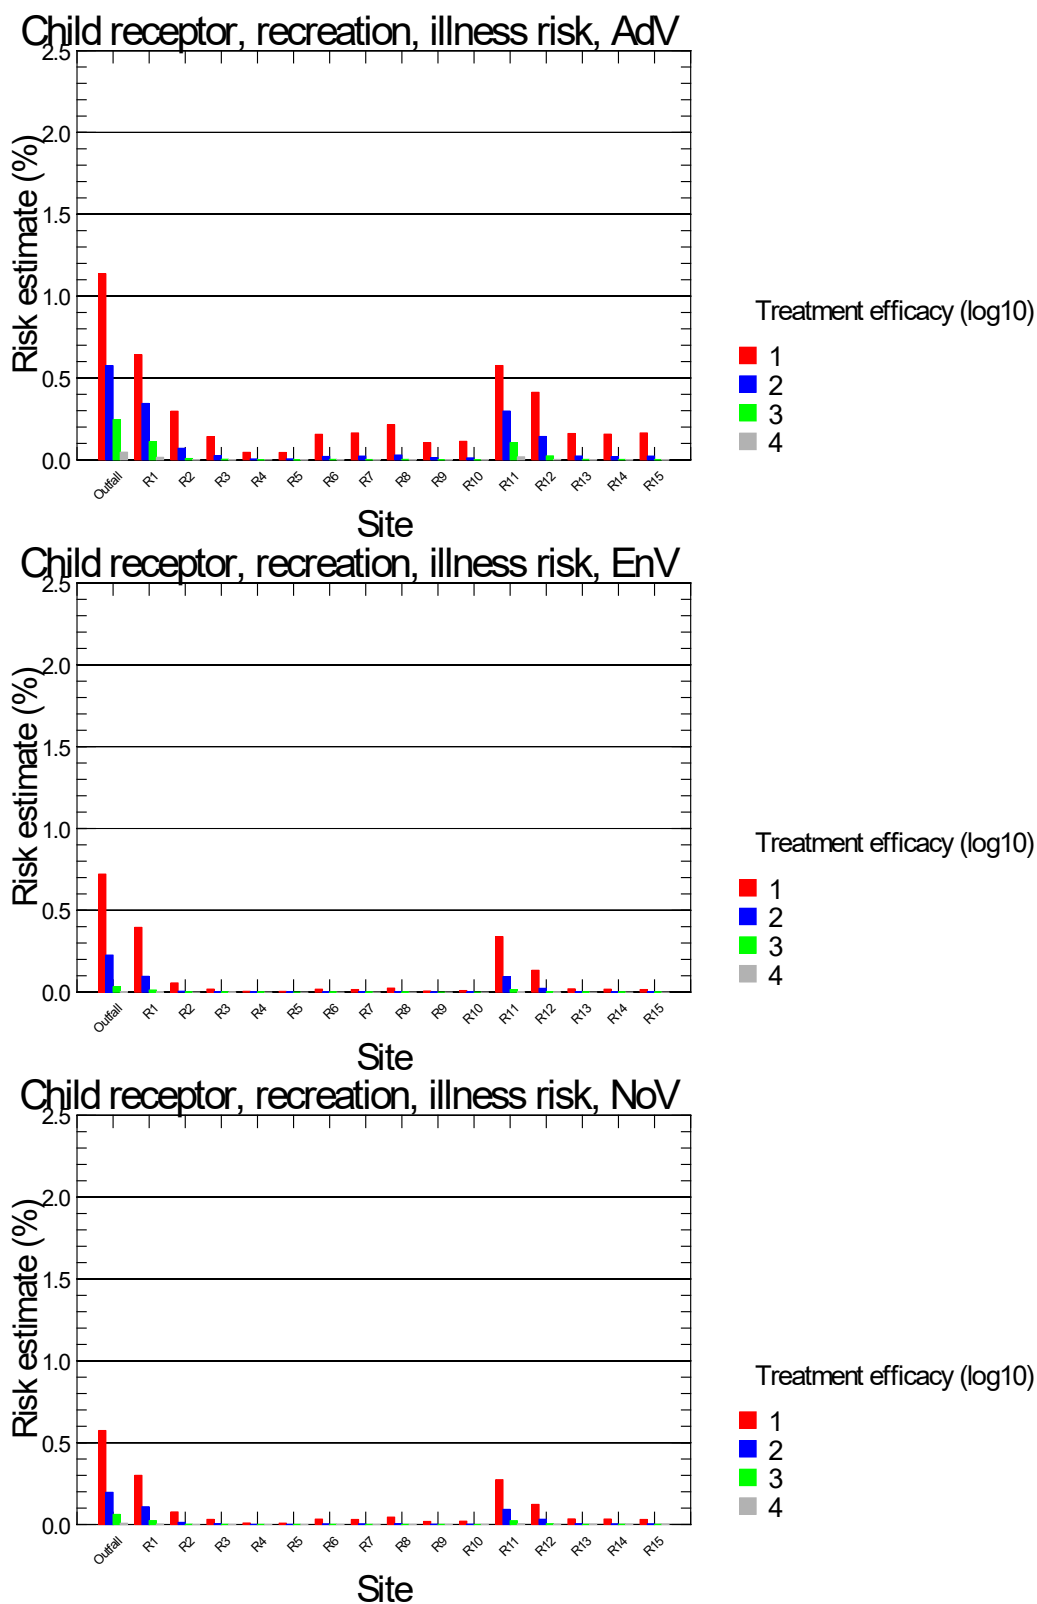 Child receptor, recreation, illness risk, AdV
2.5
2.0
1.5
1.0
0.5
0.0
Risk estimate (%)
Outfall R1 R2 R3 R4 R5 R6 R7 R8 R9 R10 R11 R12 R13 R14 R15
Site
Treatment efficacy (log10)
1
2
3
4
Child receptor, recreation, illness risk, EnV
2.5
2.0
1.5
1.0
0.5
0.0
Risk estimate (%)
Outfall R1 R2 R3 R4 R5 R6 R7 R8 R9 R10 R11 R12 R13 R14 R15
Site
Treatment efficacy (log10)
1
2
3
4
Child receptor, recreation, illness risk, NoV
2.5
2.0
1.5
1.0
0.5
0.0
Risk estimate (%)
Outfall R1 R2 R3 R4 R5 R6 R7 R8 R9 R10 R11 R12 R13 R14 R15
Site
Treatment efficacy (log10)
1
2
3
4